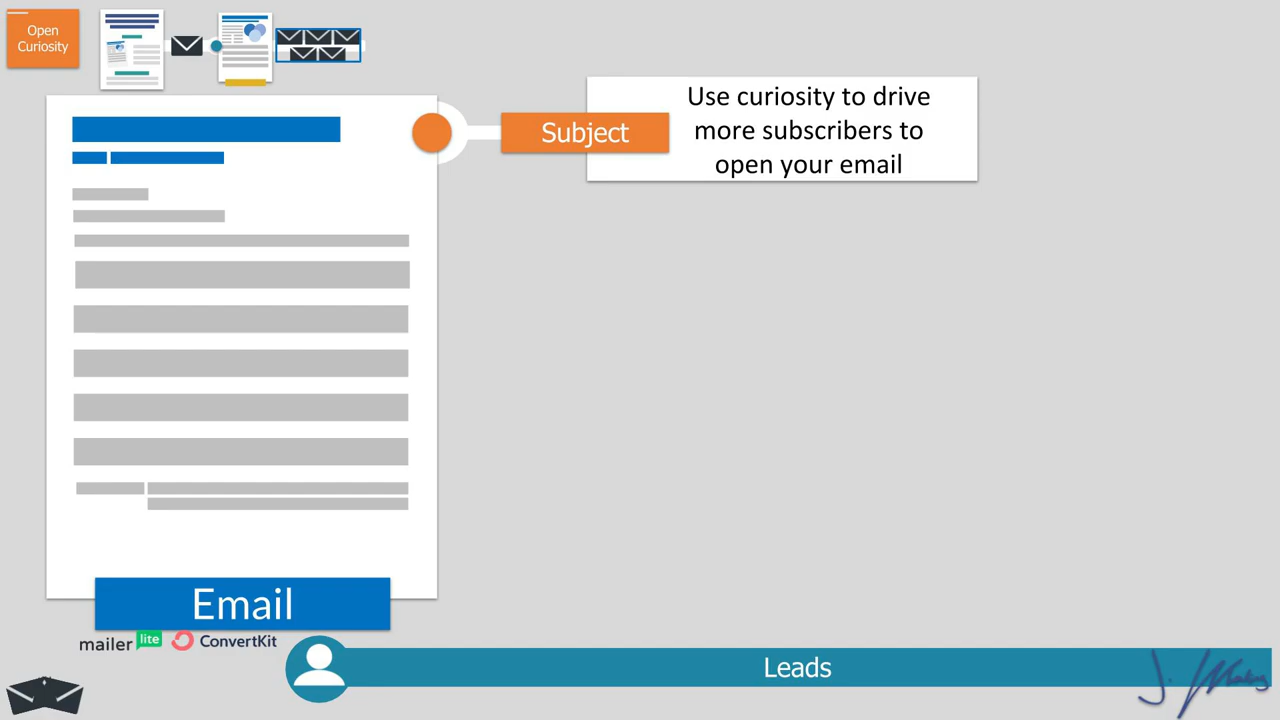 Open
Curiosity
Use curiosity to drive
more subscribers to
open your email
Subject
Email
mailer lite
ConvertKit
Leads